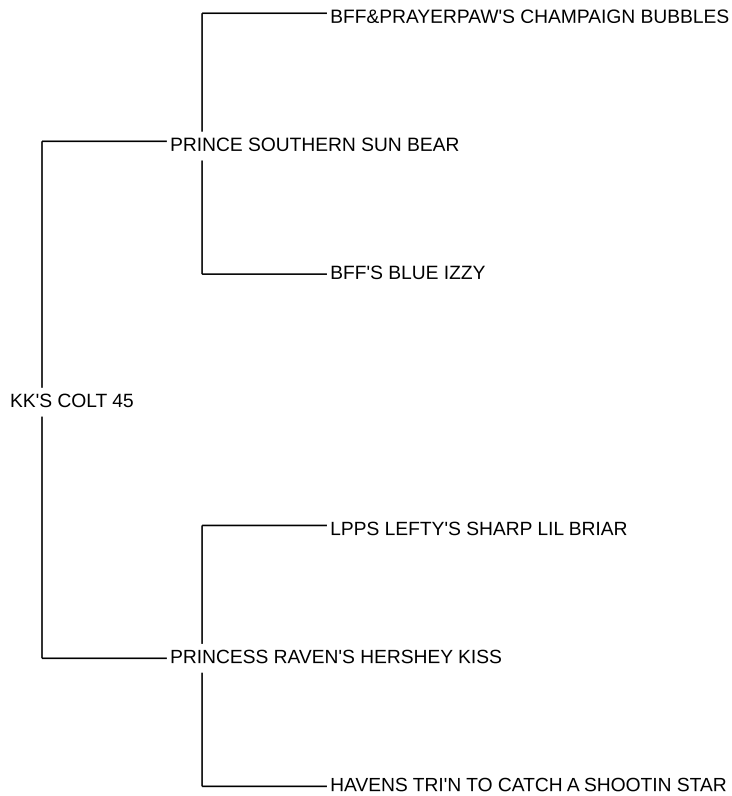 BFF&PRAYERPAW'S CHAMPAIGN BUBBLES
PRINCE SOUTHERN SUN BEAR
BFF'S BLUE IZZY
KK'S COLT 45
LPPS LEFTY'S SHARP LIL BRIAR
PRINCESS RAVEN'S HERSHEY KISS
HAVENS TRI'N TO CATCH A SHOOTIN STAR